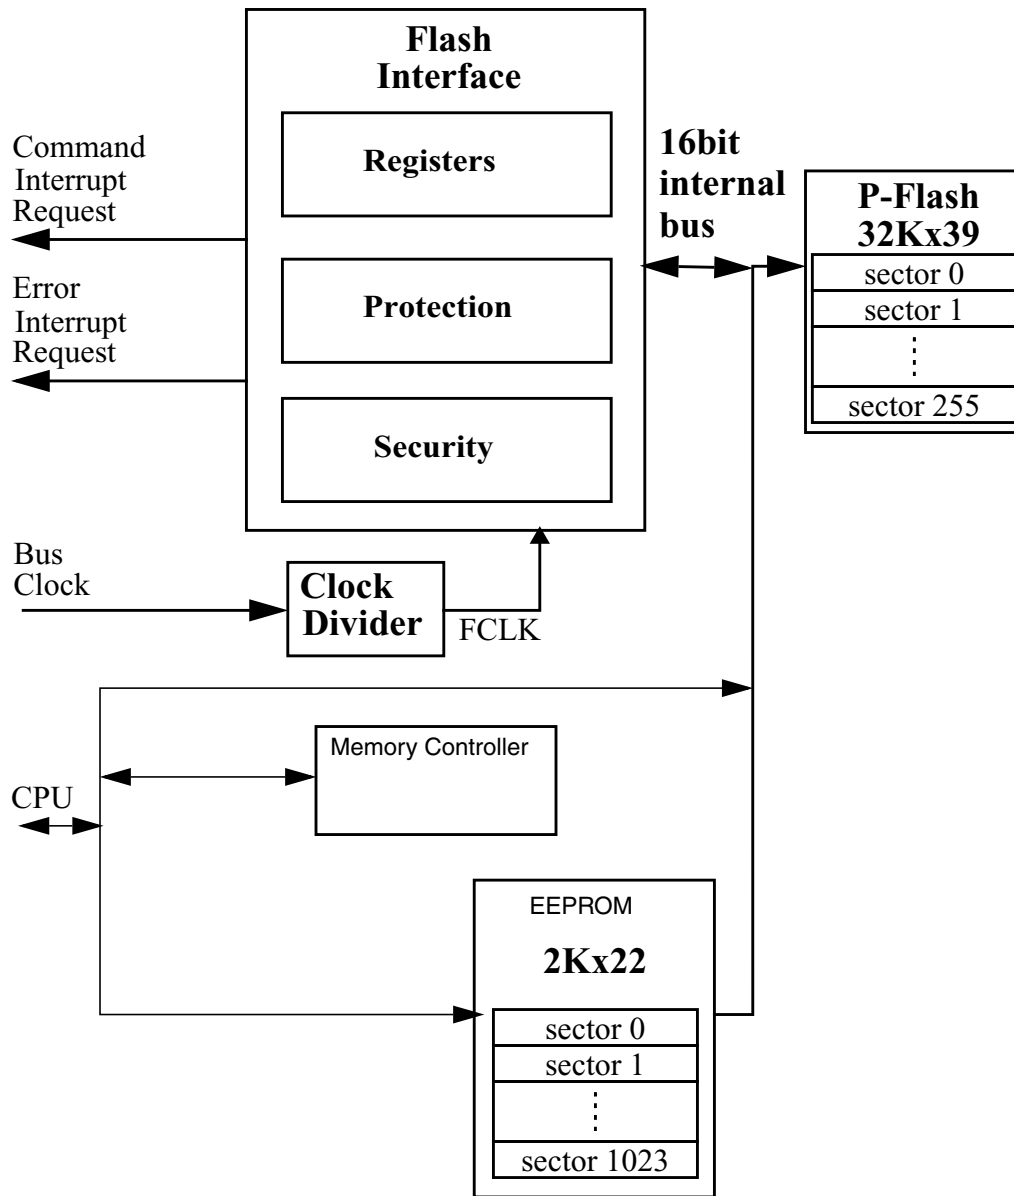 Flash
Interface
Registers
Protection
Security
Command
Interrupt
Request
Error
Interrupt
Request
16bit
internal
bus
P-Flash
32Kx39
sector 0
sector 1
sector 255
Bus
Clock
Clock
Divider
FCLK
Memory Controller
CPU
EEPROM
2Kx22
sector 0
sector 1
sector 1023